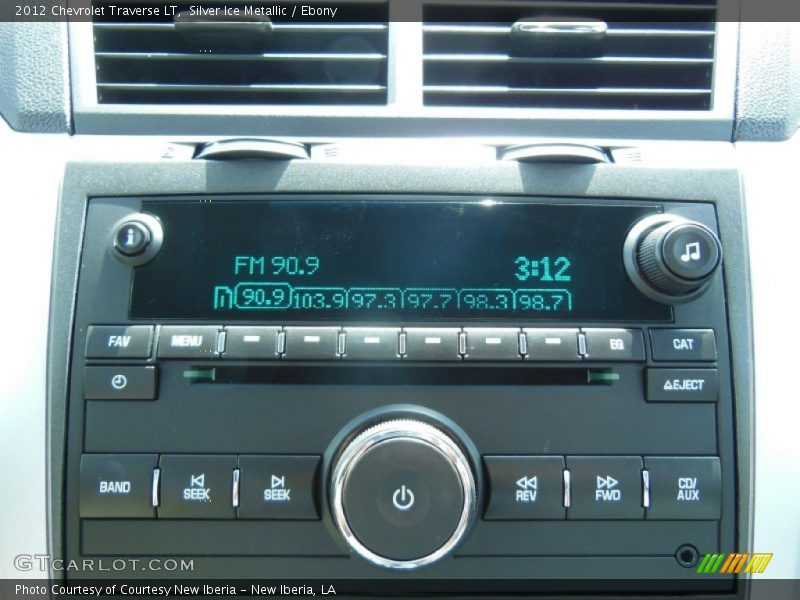 2012 Chevrolet Traverse LT, Silver Ice Metallic / Ebony
i
FM 90.9 3:12
90.9 103.9 97.3 97.7 98.3 98.7
FAV MENU EQ CAT
EJECT
BAND SEEK SEEK REV FWD CD/
AUX
GTCARLOT.COM
Photo Courtesy of Courtesy New Iberia - New Iberia, LA